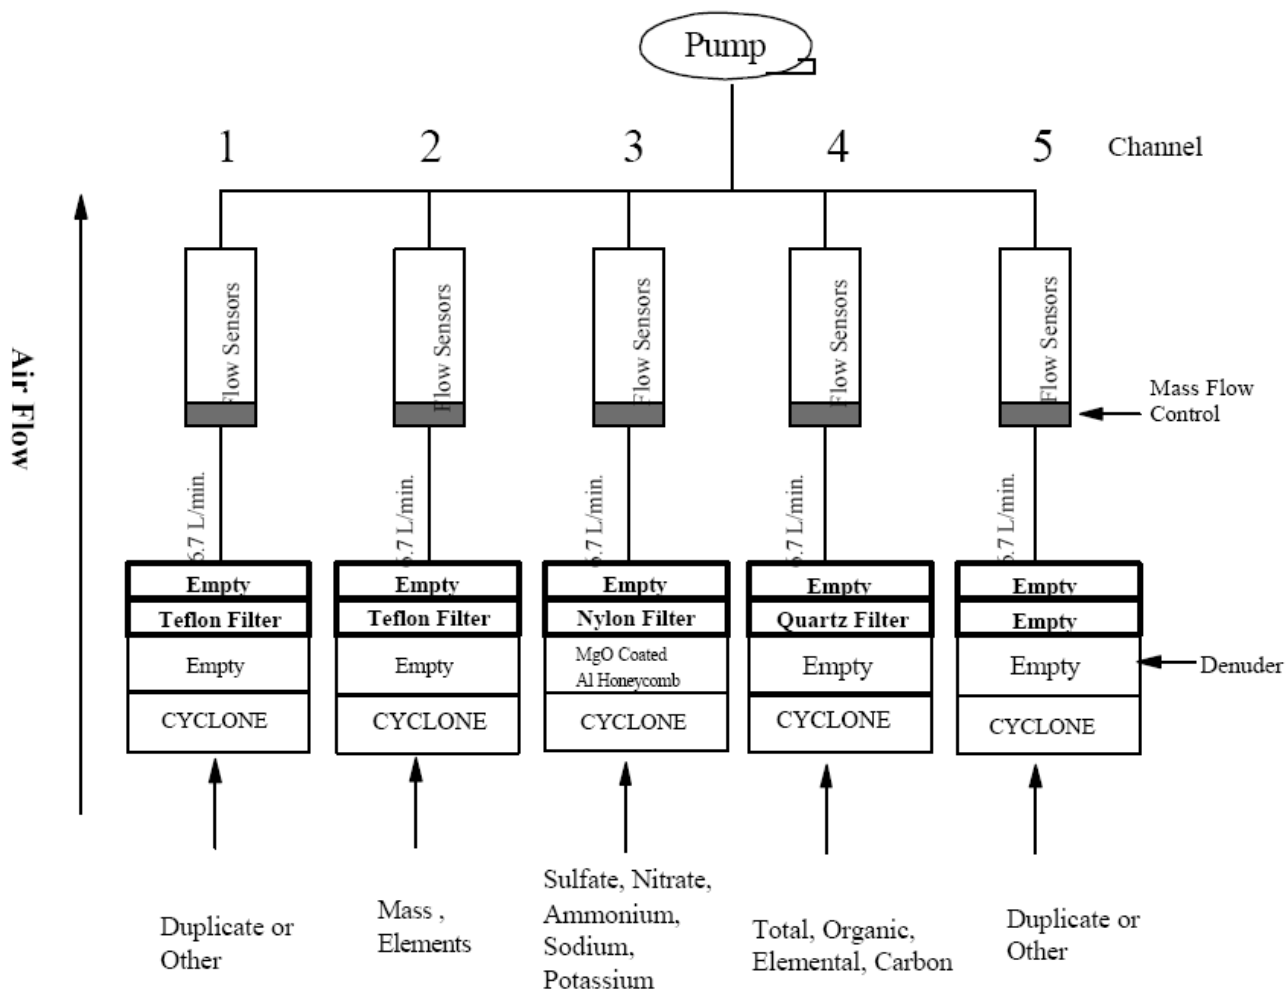 Pump
1 2 3 4 5 Channel
Flow Sensors Flow Sensors Flow Sensors Flow Sensors Flow Sensors
Air Flow
Mass Flow
Control
6.7 L/min. 6.7 L/min. 6.7 L/min. 6.7 L/min. 6.7 L/min.
Empty Empty Empty Empty Empty
Teflon Filter Teflon Filter Nylon Filter Quartz Filter Empty
Empty Empty MgO Coated Empty Empty Denuder
Al Honeycomb
CYCLONE CYCLONE CYCLONE CYCLONE CYCLONE
Duplicate or
Other
Mass ,
Elements
Sulfate, Nitrate,
Ammonium,
Sodium,
Potassium
Total, Organic,
Elemental, Carbon
Duplicate or
Other